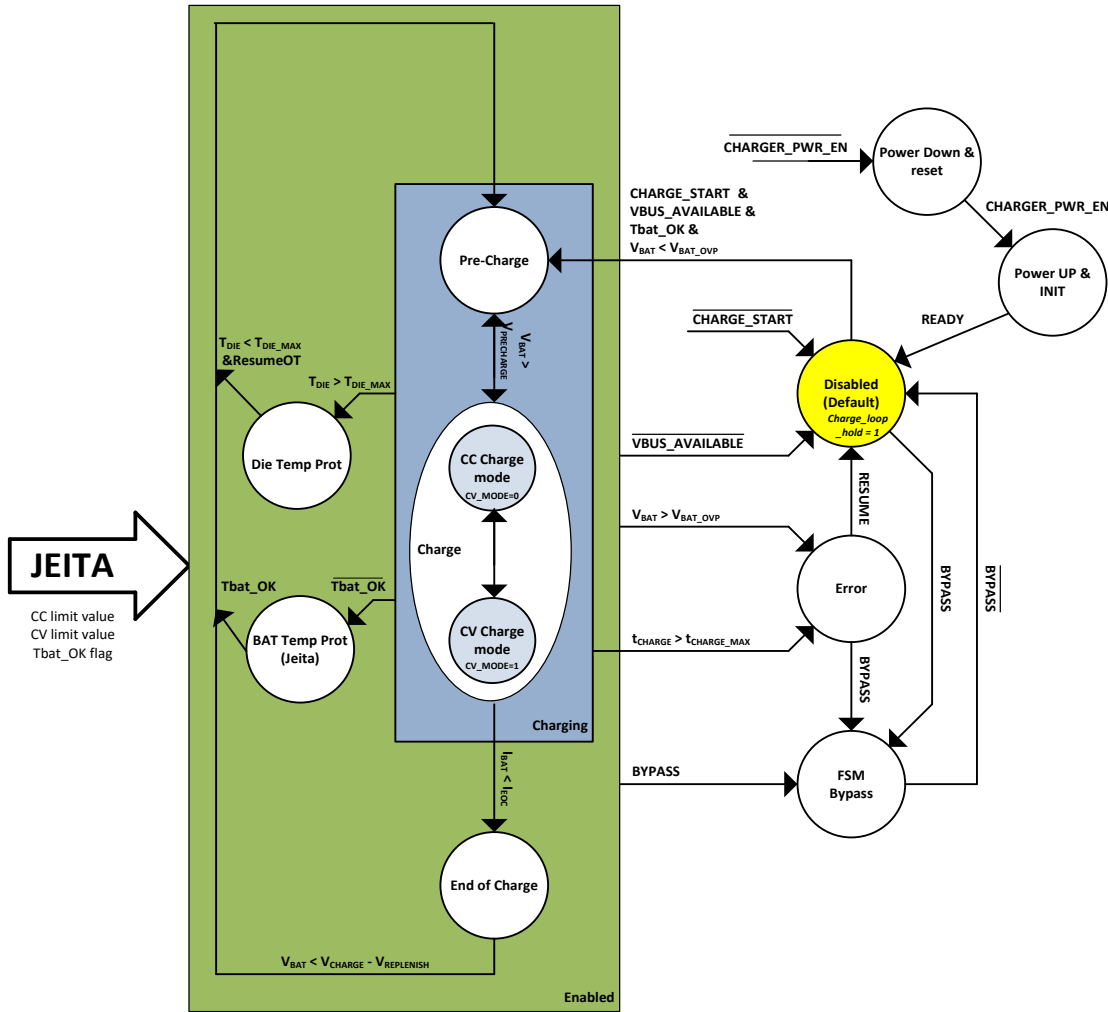 CHARGER_PWR_EN
Power Down &
reset
CHARGER_PWR_EN
Power UP &
INIT
READY
CHARGE_START &
VBUS_AVAILABLE &
Tbat_OK &
VBAT < VBAT_OVP
Pre-Charge
CHARGE_START
VBAT >
VPRECHARGE
TDIE < TDIE_MAX
&ResumeOT
TDIE > TDIE_MAX
Disabled
(Default)
Charge_loop
_hold = 1
VBUS_AVAILABLE
Die Temp Prot
CC Charge
mode
CV_MODE=0
RESUME
VBAT > VBAT_OVP
JEITA
CC limit value
CV limit value
Tbat_OK flag
Charge
Tbat_OK
Tbat_OK
BAT Temp Prot
(Jeita)
CV Charge
mode
CV_MODE=1
Error
BYPASS
BYPASS
tCHARGE > tCHARGE_MAX
BYPASS
Charging
IBAT < IEOC
BYPASS
FSM
Bypass
End of Charge
VBAT < VCHARGE - VREPLENISH
Enabled